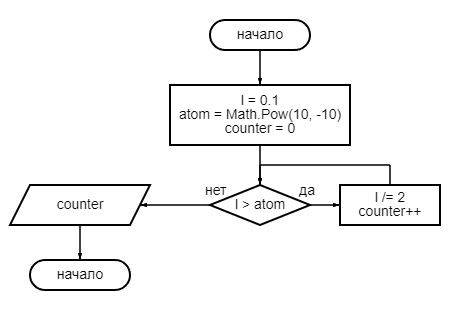 начало
l = 0.1
atom = Math.Pow(10, -10)
counter = 0
нет
да
counter
l > atom
l /= 2
counter++
начало